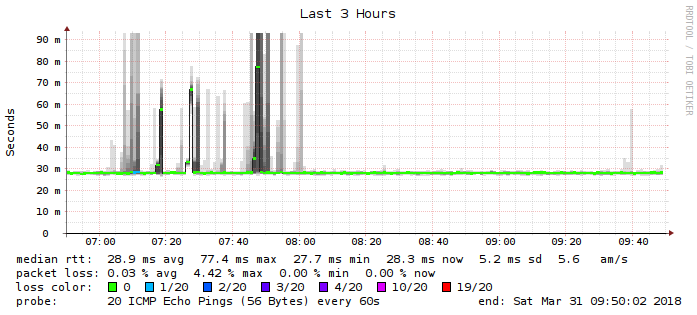 Last 3 Hours
RRDTOOL / TOBI OETIKER
Seconds
90 m
80 m
70 m
60 m
50 m
40 m
30 m
20 m
10 m
0
07:00 07:20 07:40 08:00 08:20 08:40 09:00 09:20 09:40
median rtt: 28.9 ms avg 77.4 ms max 27.7 ms min 28.3 ms now 5.2 ms sd 5.6 am/s
packet loss: 0.03 % avg 4.42 % max 0.00 % min 0.00 % now
loss color: 0 1/20 2/20 3/20 4/20 10/20 19/20
probe: 20 ICMP Echo Pings (56 Bytes) every 60s end: Sat Mar 31 09:50:02 2018